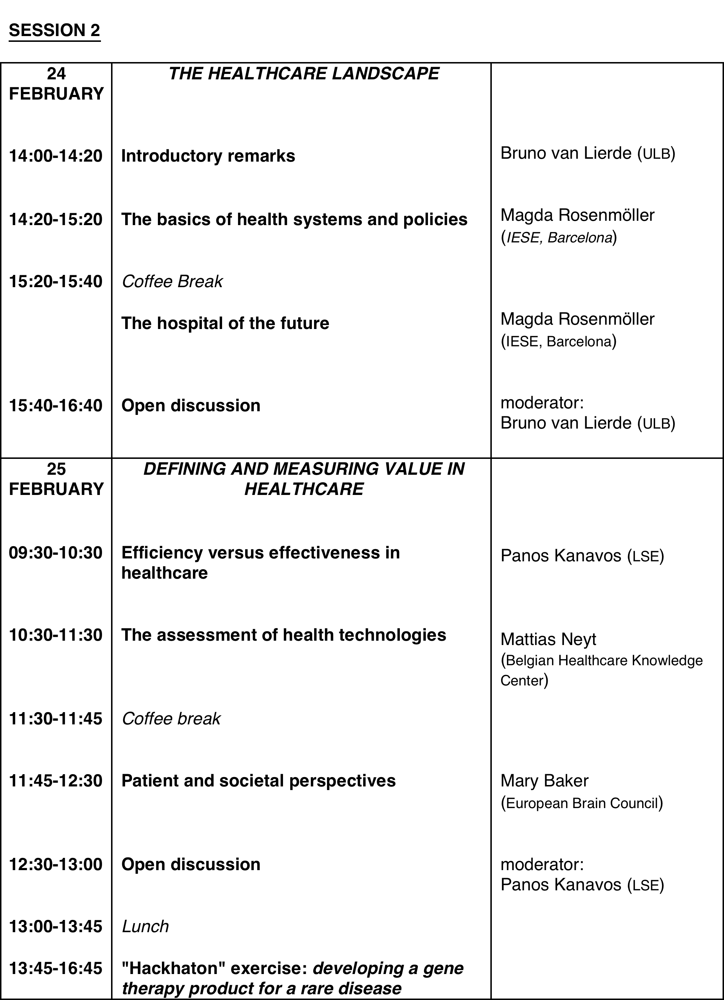 SESSION 2
24
FEBRUARY
THE HEALTHCARE LANDSCAPE
14:00-14:20
Introductory remarks
Bruno van Lierde (ULB)
14:20-15:20
The basics of health systems and policies
Magda Rosenmöller
(IESE, Barcelona)
15:20-15:40
Coffee Break
The hospital of the future
Magda Rosenmöller
(IESE, Barcelona)
15:40-16:40
Open discussion
moderator:
Bruno van Lierde (ULB)
25
FEBRUARY
DEFINING AND MEASURING VALUE IN
HEALTHCARE
09:30-10:30
Efficiency versus effectiveness in
healthcare
Panos Kanavos (LSE)
10:30-11:30
The assessment of health technologies
Mattias Neyt
(Belgian Healthcare Knowledge
Center)
11:30-11:45
Coffee break
11:45-12:30
Patient and societal perspectives
Mary Baker
(European Brain Council)
12:30-13:00
Open discussion
moderator:
Panos Kanavos (LSE)
13:00-13:45
Lunch
13:45-16:45
"Hackhaton" exercise: developing a gene
therapy product for a rare disease